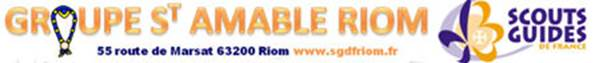 GROUPE ST AMABLE RIOM
55 route de Marsat 63200 Riom www.sgdfriom.fr
SCOUTS
GUIDES
DE FRANCE